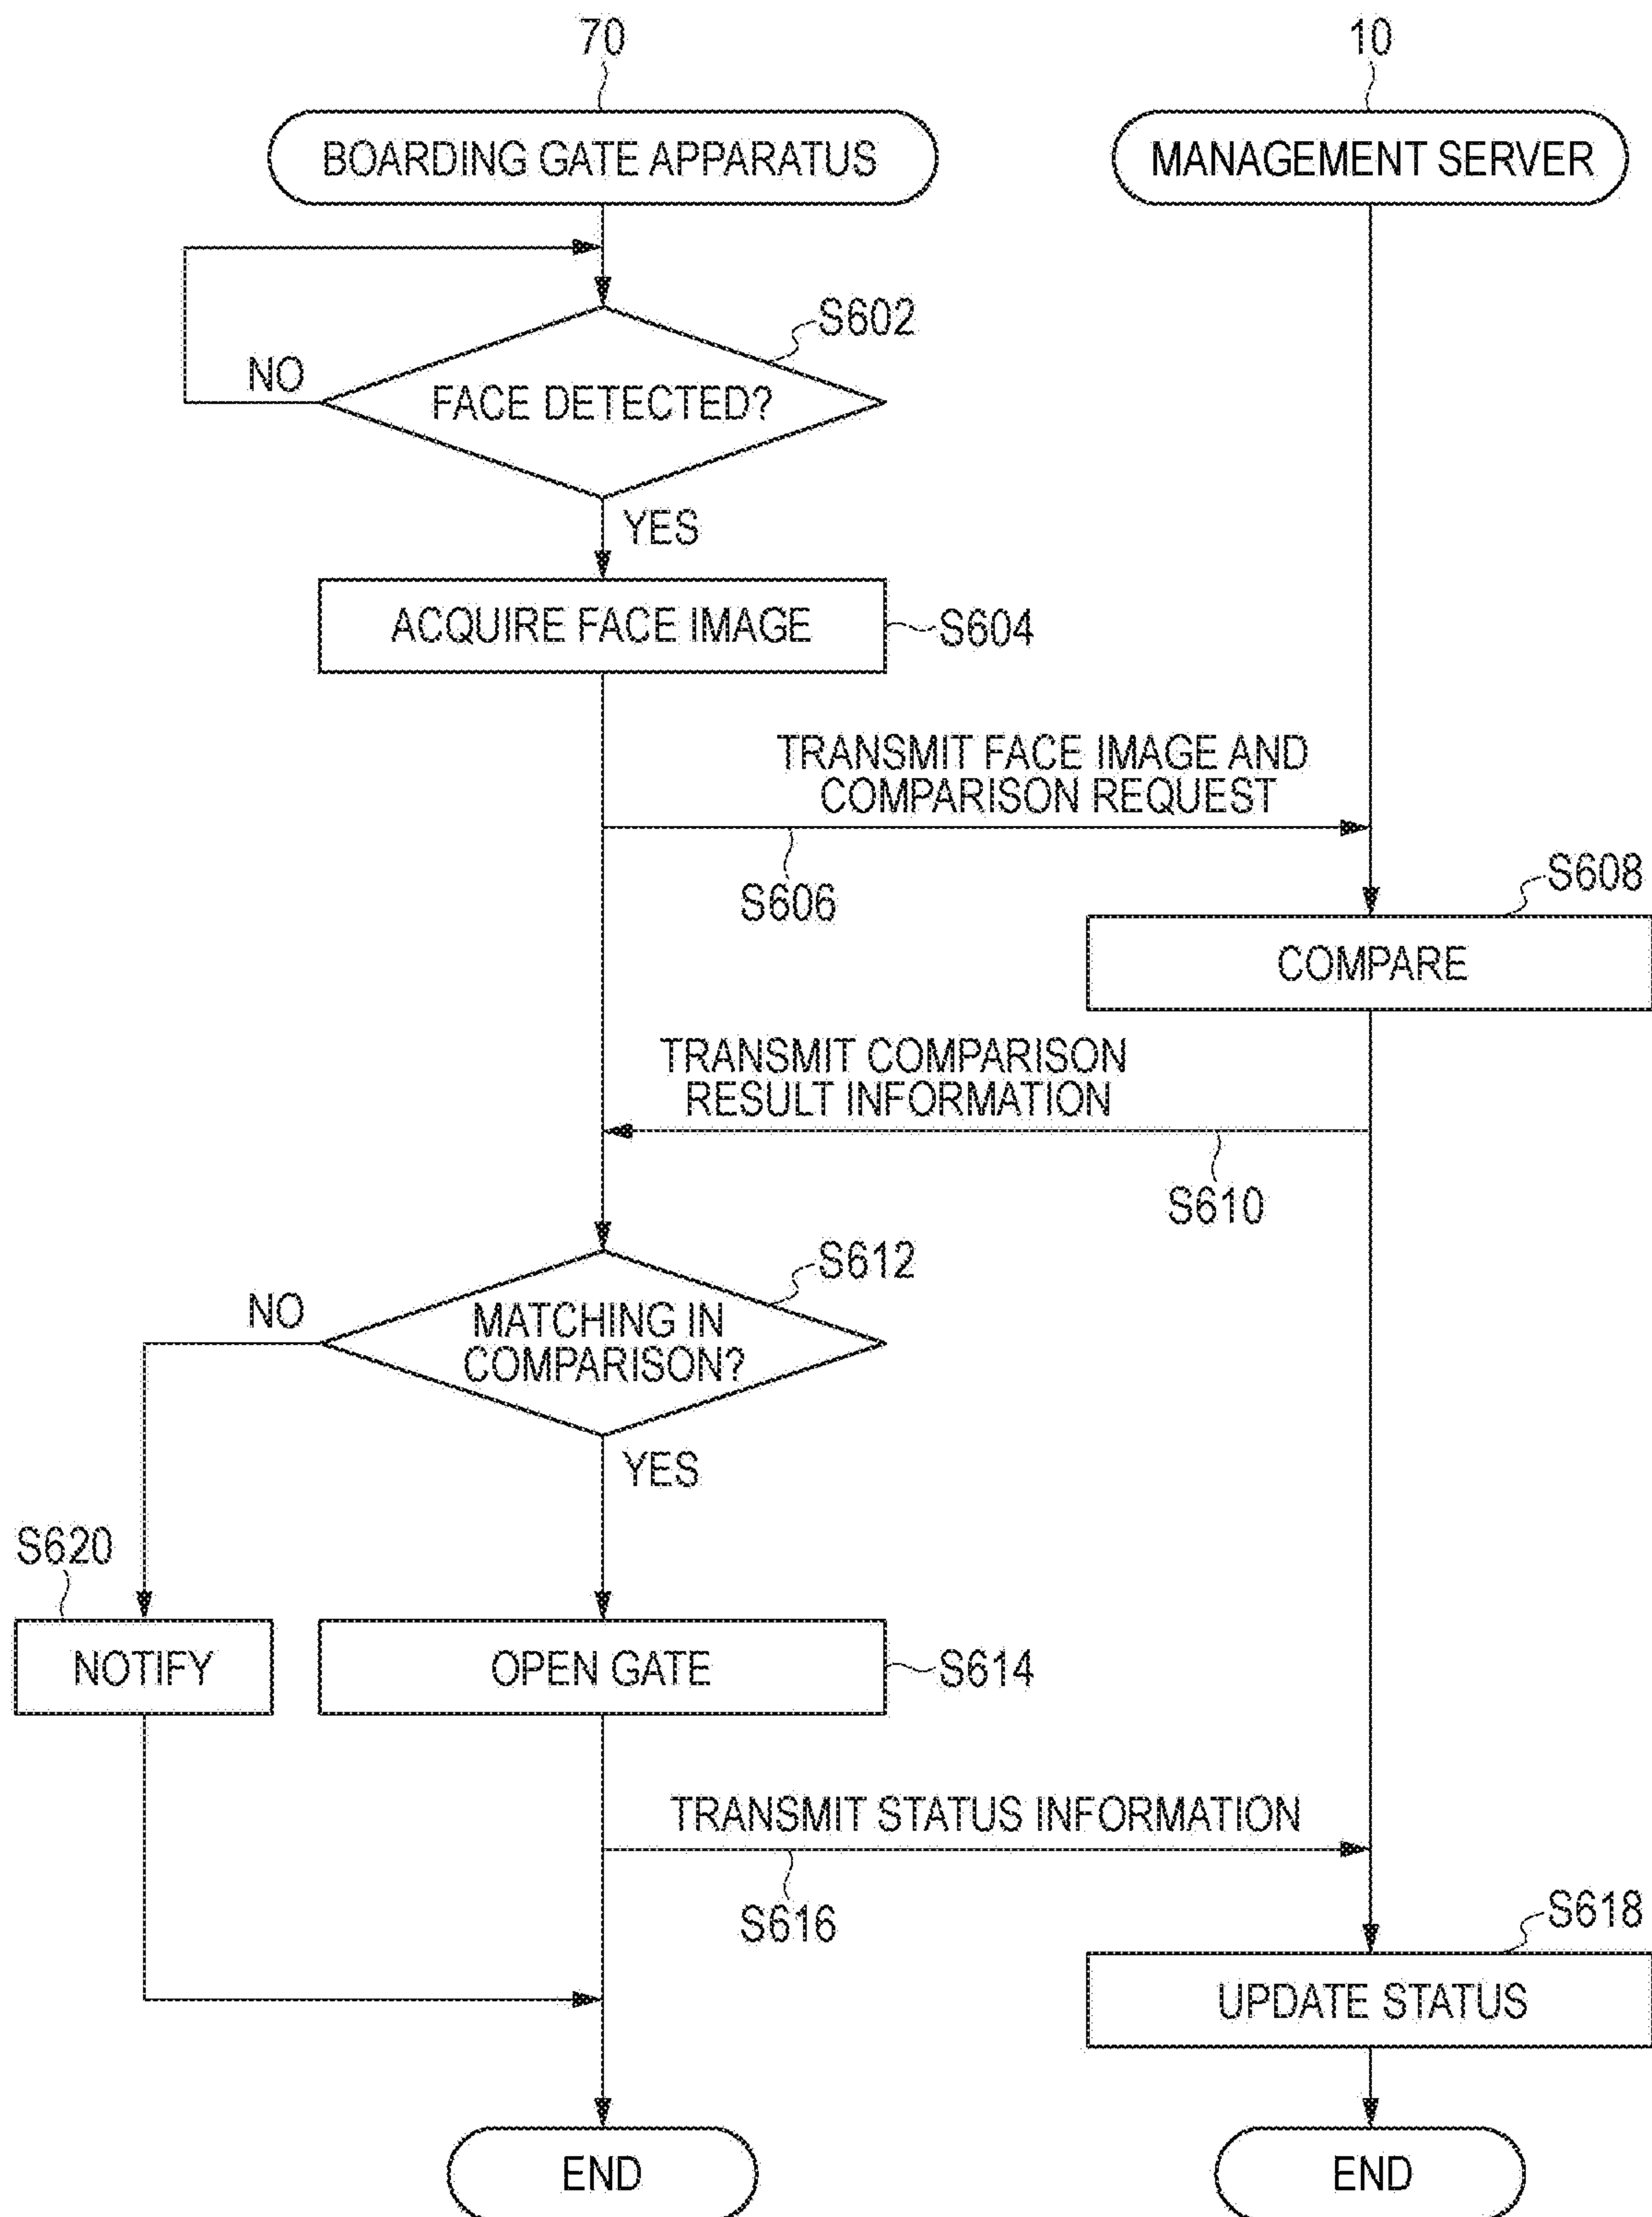 70
10
BOARDING GATE APPARATUS
MANAGEMENT SERVER
S602
NO
FACE DETECTED?
YES
ACQUIRE FACE IMAGE
S604
TRANSMIT FACE IMAGE AND
COMPARISON REQUEST
S606
S608
COMPARE
TRANSMIT COMPARISON
RESULT INFORMATION
S610
S612
NO
MATCHING IN
COMPARISON?
YES
S620
NOTIFY
OPEN GATE
S614
TRANSMIT STATUS INFORMATION
S616
S618
UPDATE STATUS
END
END